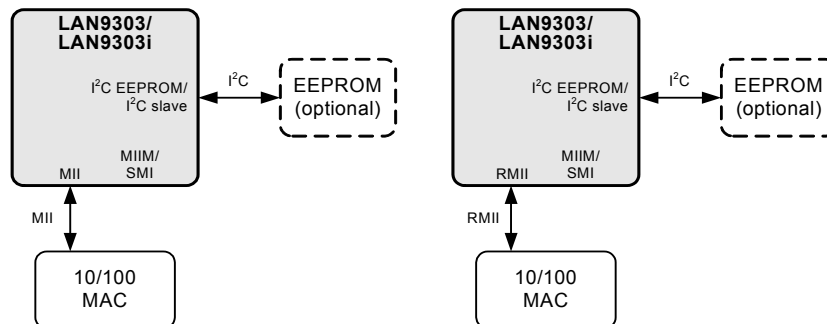 LAN9303/
LAN9303i
I²C EEPROM/
I²C slave
MIIM/
SMI
MII
I²C
EEPROM
(optional)
MII
10/100
MAC
LAN9303/
LAN9303i
I²C EEPROM/
I²C slave
MIIM/
SMI
RMII
I²C
EEPROM
(optional)
RMII
10/100
MAC